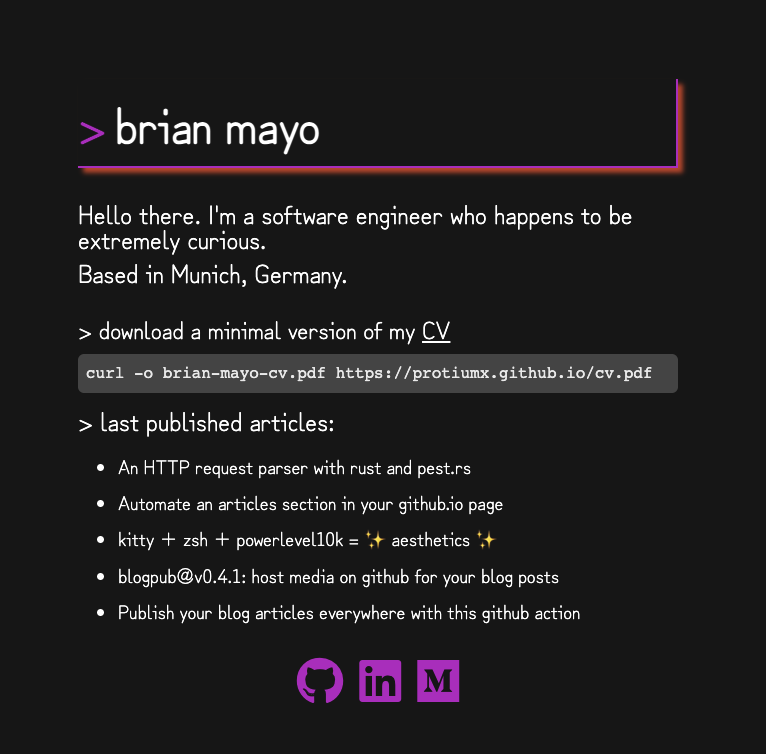 > brian mayo
Hello there. I'm a software engineer who happens to be
extremely curious.
Based in Munich, Germany.
> download a minimal version of my CV
curl -o brian-mayo-cv.pdf https://protiumx.github.io/cv.pdf
> last published articles:
• An HTTP request parser with rust and pest.rs
• Automate an articles section in your github.io page
• kitty + zsh + powerlevel10k = ✨ aesthetics ✨
• blogpub@v0.4.1: host media on github for your blog posts
• Publish your blog articles everywhere with this github action
in M